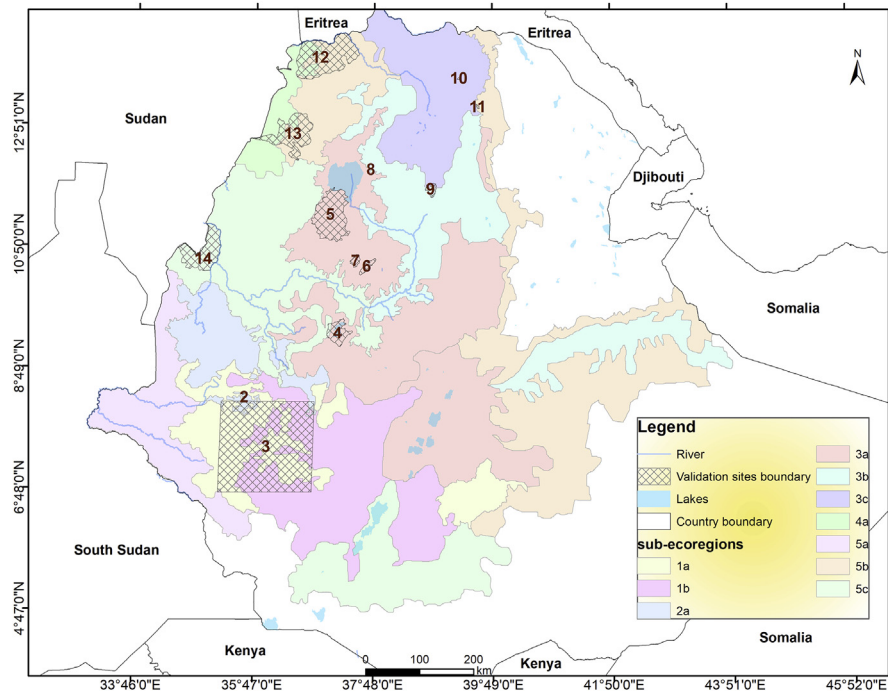 Eritrea
Eritrea
N
Sudan
Djibouti
Somalia
South Sudan
Kenya
Kenya
Somalia
12
10
11
13
8
9
5
14
7
6
4
2
3
12°51'0"N
10°50'0"N
8°49'0"N
6°48'0"N
4°47'0"N
Legend
River
Validation sites boundary
Lakes
Country boundary
sub-ecoregions
1a
1b
2a
3a
3b
3c
4a
5a
5b
5c
0 100 200
km
33°46'0"E 35°47'0"E 37°48'0"E 39°49'0"E 41°50'0"E 43°51'0"E 45°52'0"E